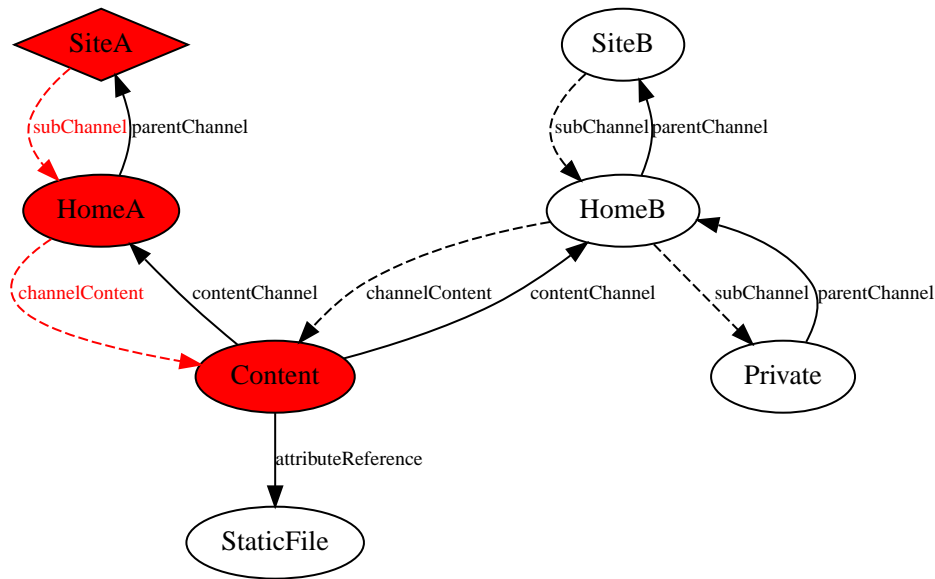 SiteA
SiteB
subChannel
parentChannel
subChannel
parentChannel
HomeA
HomeB
channelContent
contentChannel
channelContent
contentChannel
subChannel
parentChannel
Content
Private
attributeReference
StaticFile